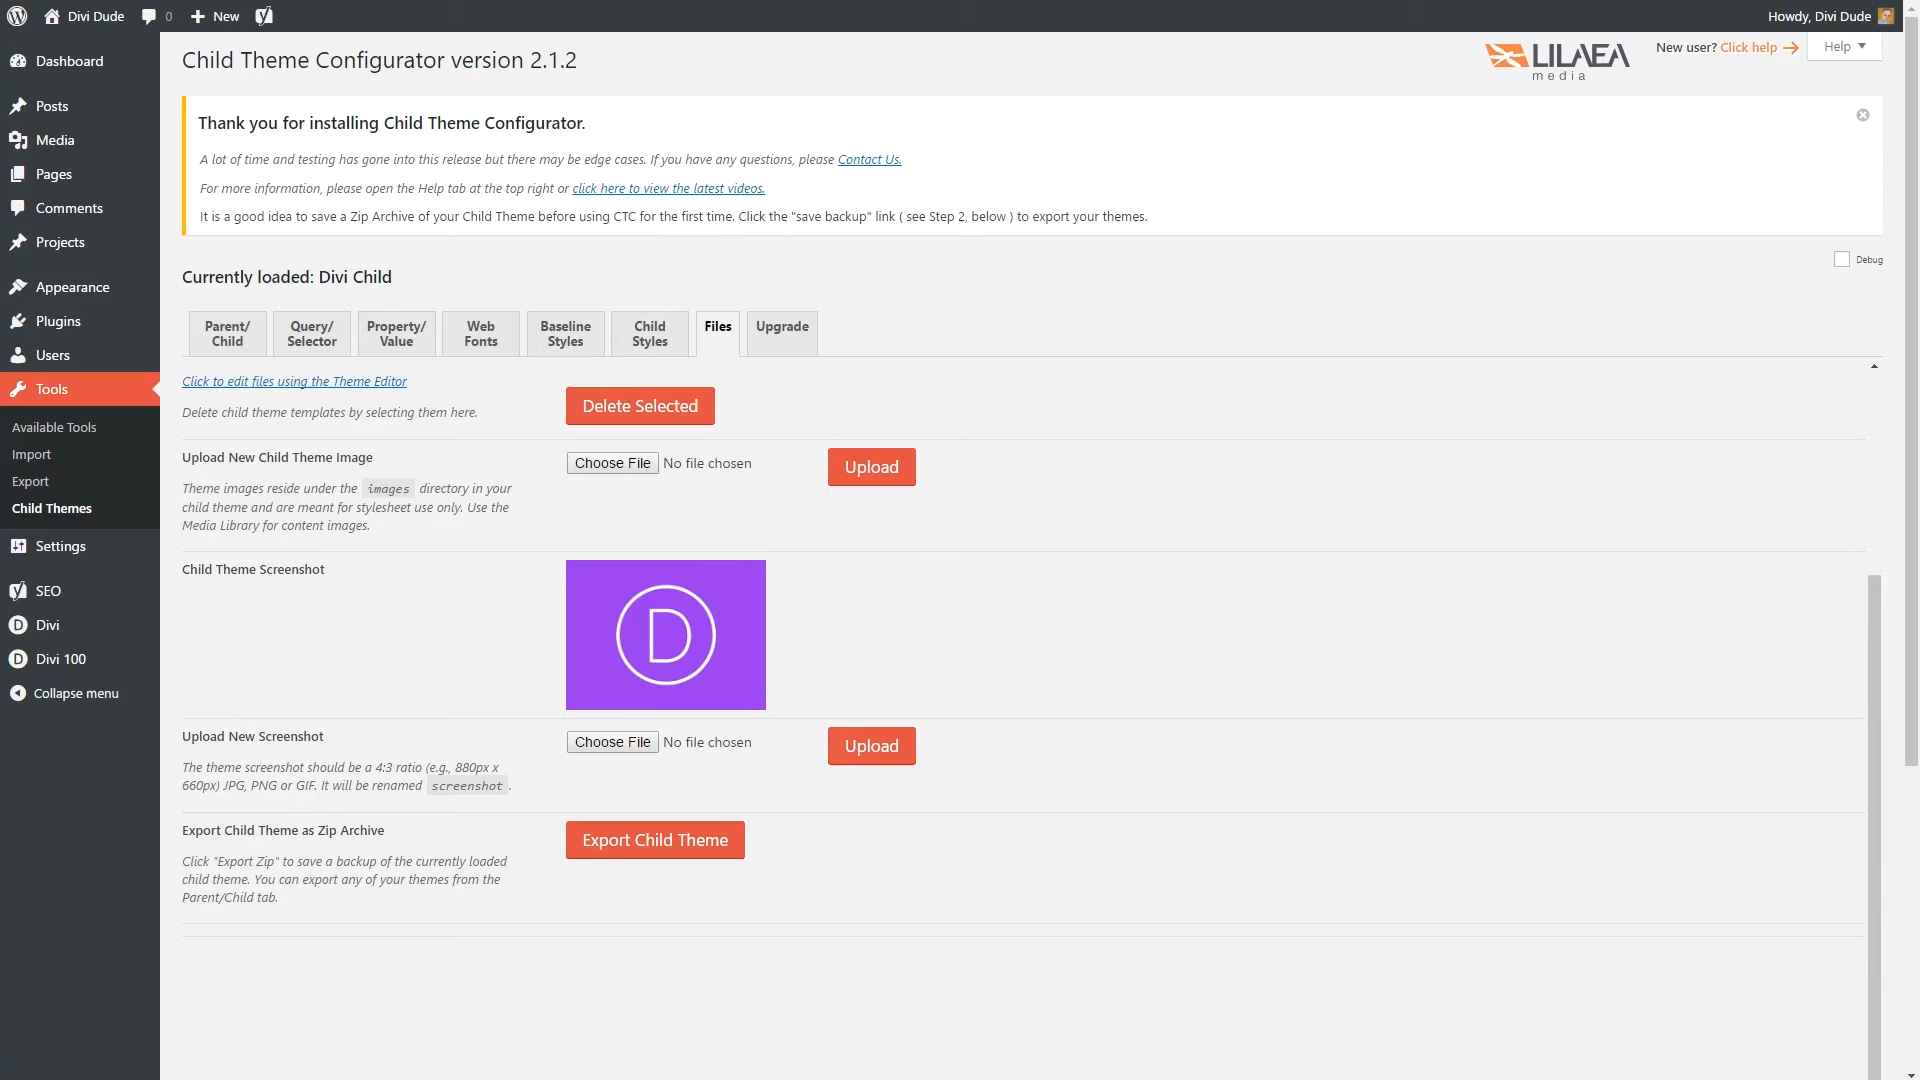 Divi Dude 0 New Howdy, Divi Dude
Dashboard
Posts
Media
Pages
Comments
Projects
Appearance
Plugins
Users
Tools
Available Tools
Import
Export
Child Themes
Settings
SEO
Divi
Divi 100
Collapse menu
Child Theme Configurator version 2.1.2
LILAEA
media
New user? Click help
Help
Thank you for installing Child Theme Configurator.
A lot of time and testing has gone into this release but there may be edge cases. If you have any questions, please Contact Us.
For more information, please open the Help tab at the top right or click here to view the latest videos.
It is a good idea to save a Zip Archive of your Child Theme before using CTC for the first time. Click the "save backup" link ( see Step 2, below ) to export your themes.
Debug
Currently loaded: Divi Child
Parent/
Child
Query/
Selector
Property/
Value
Web
Fonts
Baseline
Styles
Child
Styles
Files
Upgrade
Click to edit files using the Theme Editor
Delete child theme templates by selecting them here.
Delete Selected
Upload New Child Theme Image
Theme images reside under the images directory in your
child theme and are meant for stylesheet use only. Use the
Media Library for content images.
Choose File No file chosen
Upload
Child Theme Screenshot
D
Upload New Screenshot
The theme screenshot should be a 4:3 ratio (e.g., 880px x
660px) JPG, PNG or GIF. It will be renamed screenshot .
Choose File No file chosen
Upload
Export Child Theme as Zip Archive
Click "Export Zip" to save a backup of the currently loaded
child theme. You can export any of your themes from the
Parent/Child tab.
Export Child Theme